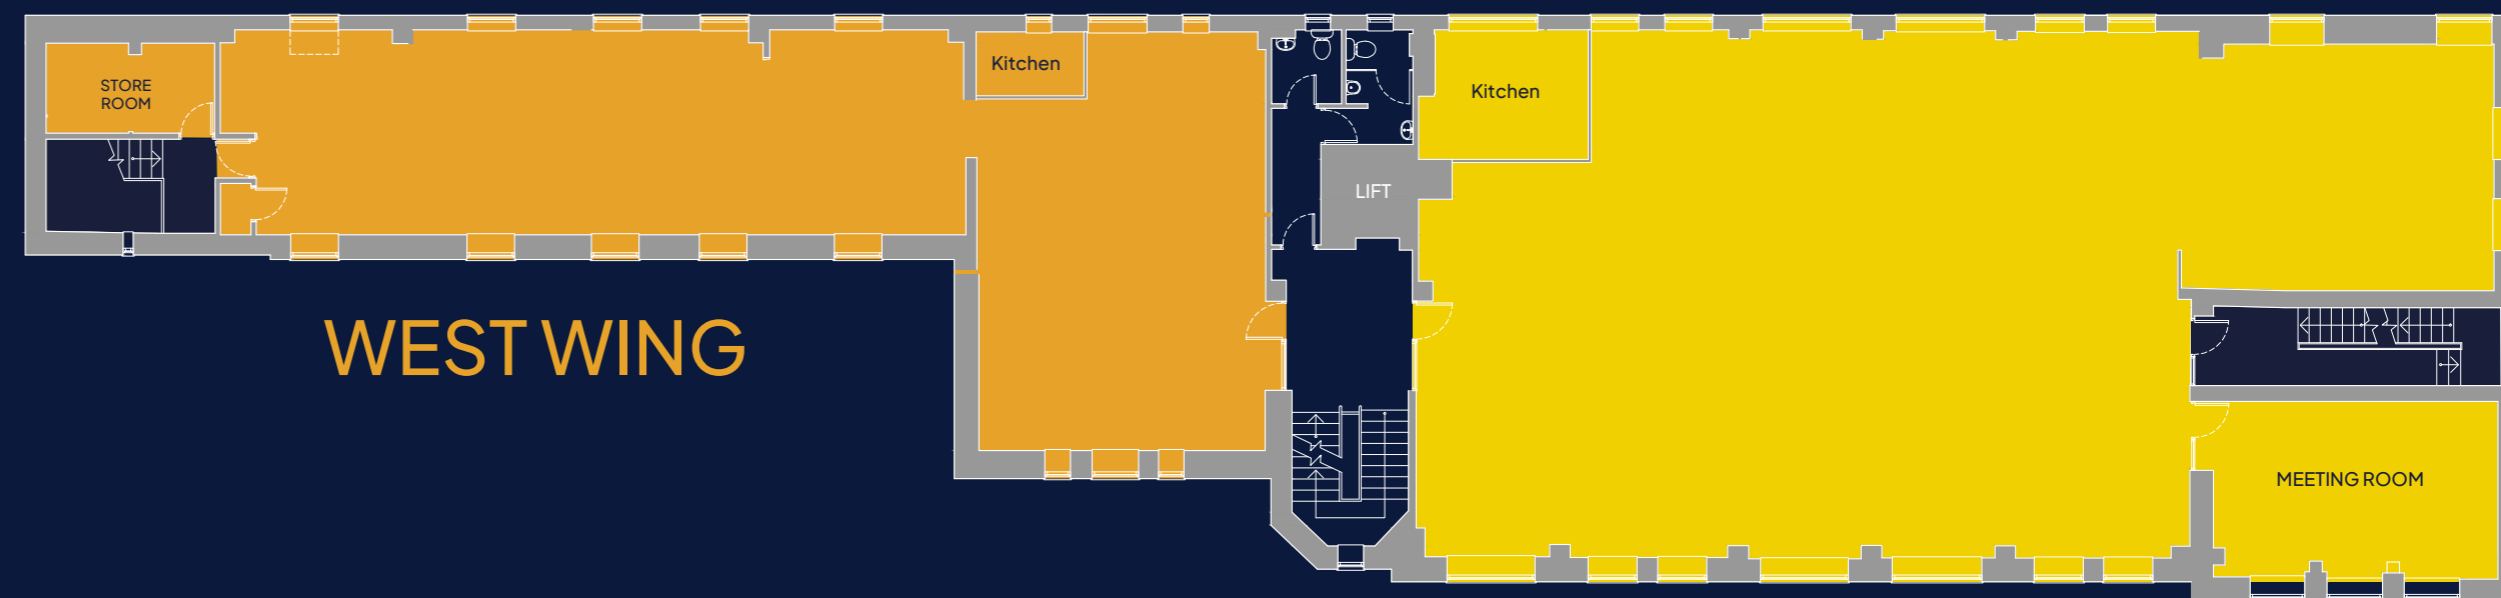 Kitchen
STORE
ROOM
Kitchen
LIFT
WEST WING
MEETING ROOM